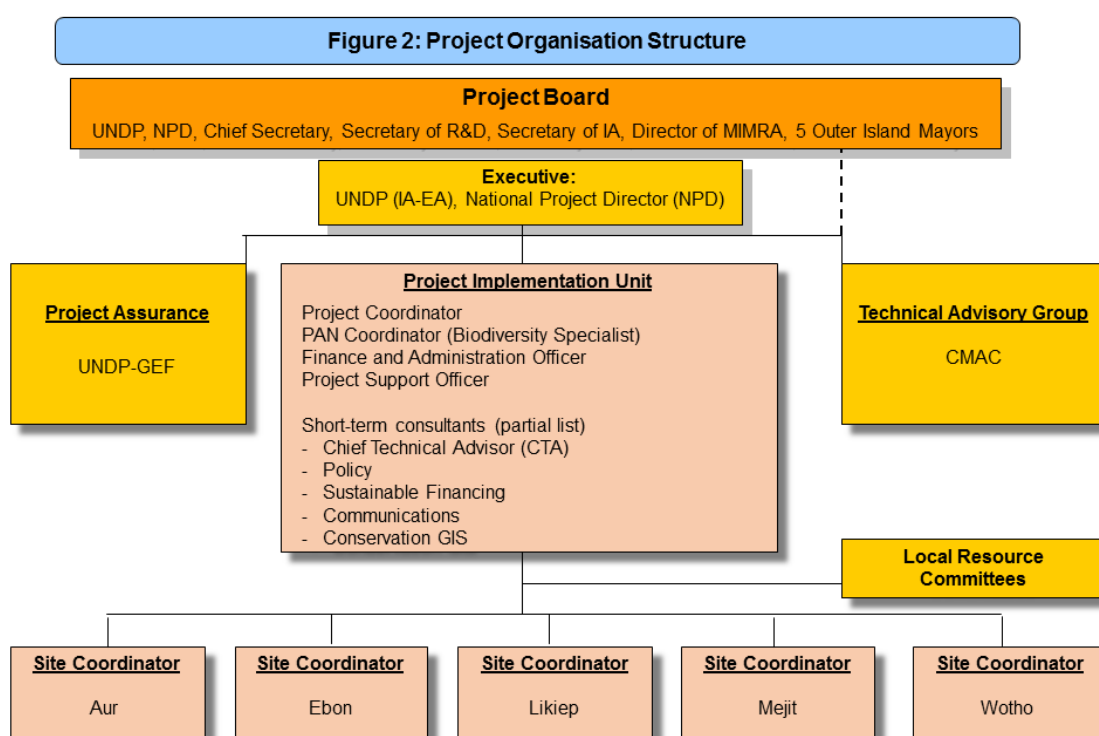 Figure 2: Project Organisation Structure
Project Board
UNDP, NPD, Chief Secretary, Secretary of R&D, Secretary of IA, Director of MIMRA, 5 Outer Island Mayors
Executive:
UNDP (IA-EA), National Project Director (NPD)
Project Assurance
UNDP-GEF
Project Implementation Unit
Project Coordinator
PAN Coordinator (Biodiversity Specialist)
Finance and Administration Officer
Project Support Officer
Short-term consultants (partial list)
- Chief Technical Advisor (CTA)
- Policy
- Sustainable Financing
- Communications
- Conservation GIS
Technical Advisory Group
CMAC
Local Resource
Committees
Site Coordinator
Aur
Site Coordinator
Ebon
Site Coordinator
Likiep
Site Coordinator
Mejit
Site Coordinator
Wotho